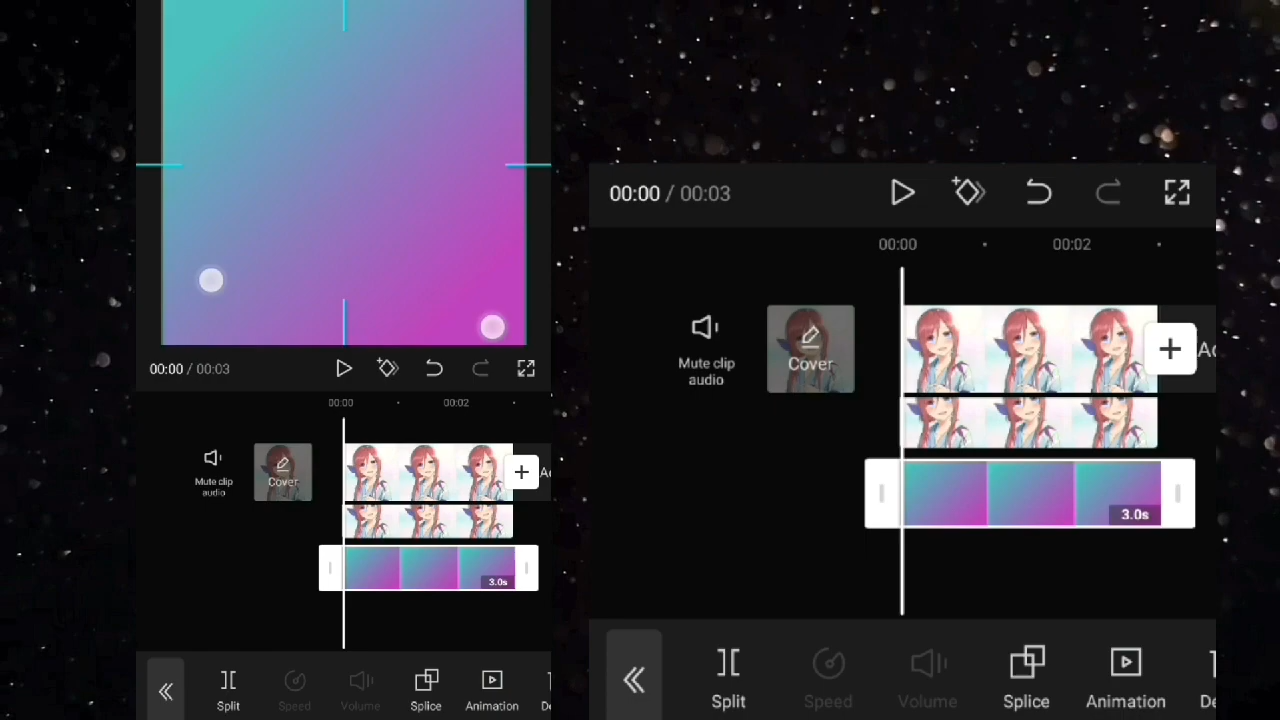 00:00 / 00:03
00:00
00:02
Mute clip
audio
Cover
3.0s
Split
Speed
Volume
Splice
Animation
00:00 / 00:03
00:00
00:02
Mute clip
audio
Cover
3.0s
Split
Speed
Volume
Splice
Animation